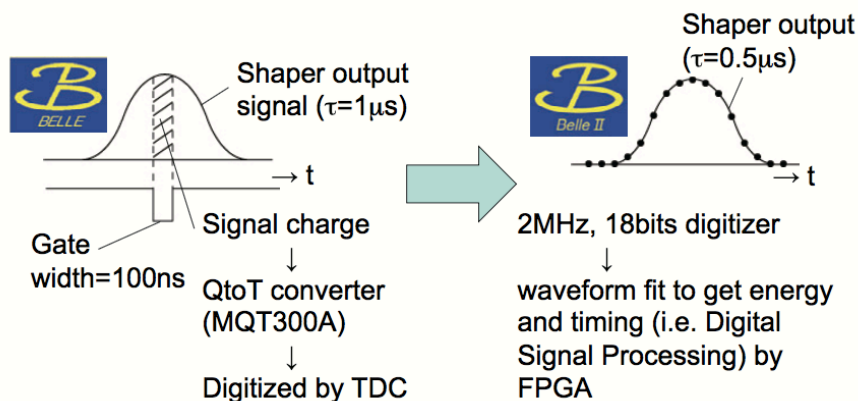 BELLE
Shaper output
signal (τ=1μs)
→ t
Gate
width=100ns
Signal charge
↓
QtoT converter
(MQT300A)
↓
Digitized by TDC
Belle II
Shaper output
(τ=0.5μs)
→ t
2MHz, 18bits digitizer
↓
waveform fit to get energy
and timing (i.e. Digital
Signal Processing) by
FPGA